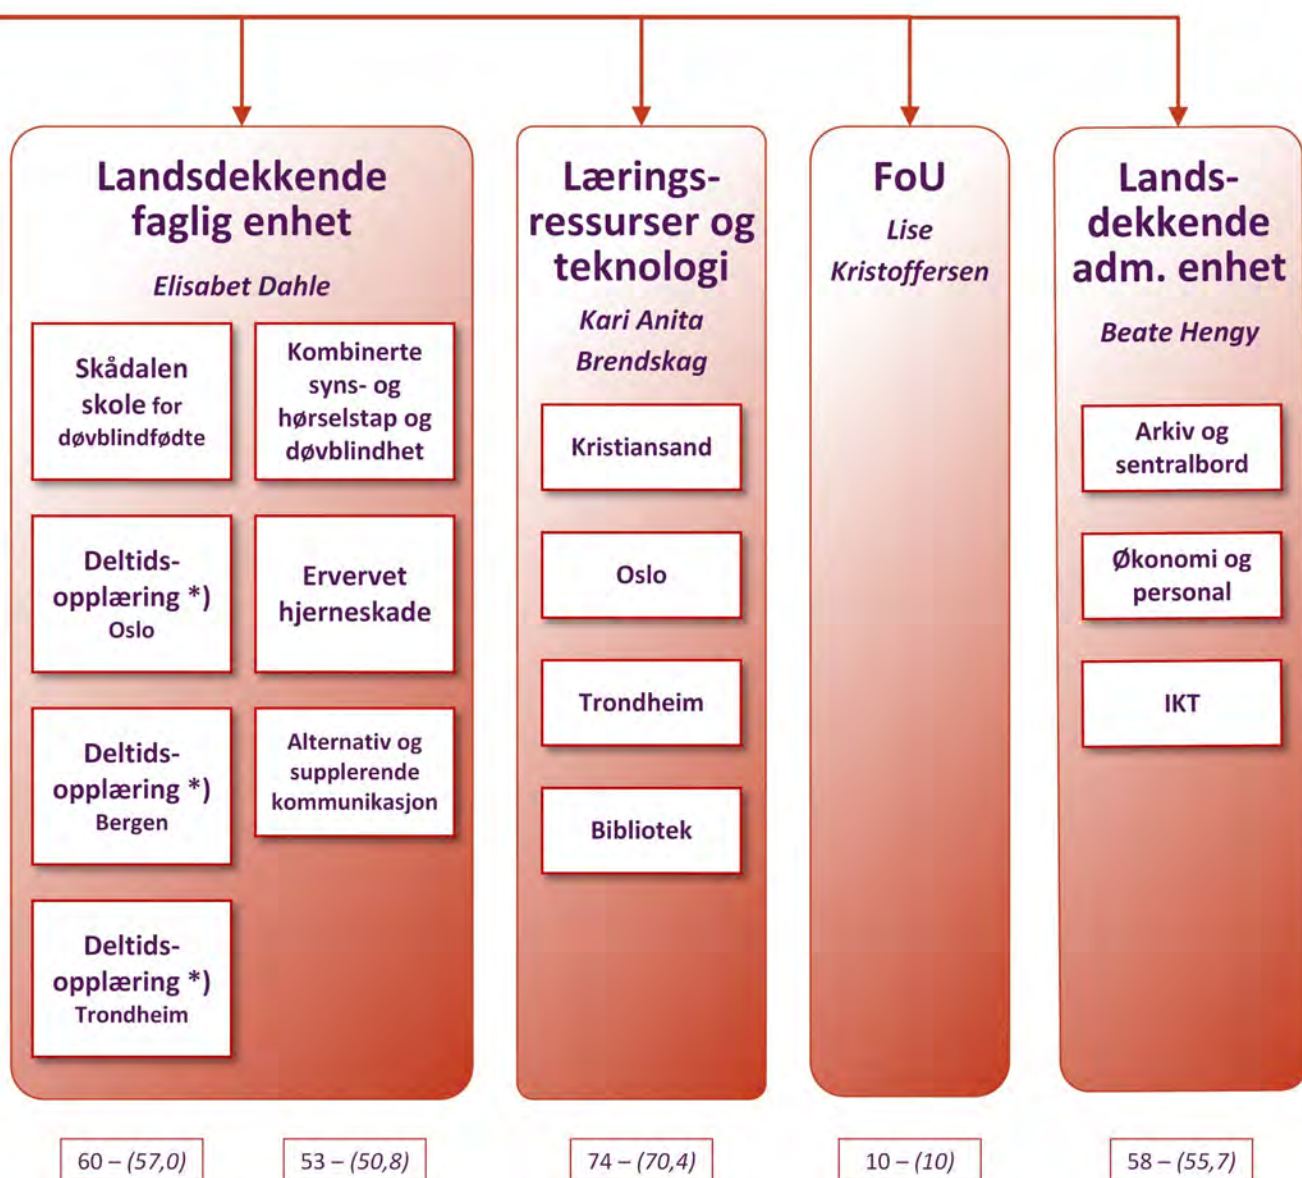 Landsdekkende
faglig enhet
Elisabet Dahle
Skådalen
skole for
døvblindfødte
Deltids-
opplæring *)
Oslo
Deltids-
opplæring *)
Bergen
Deltids-
opplæring *)
Trondheim
Kombinerte
syns- og
hørselstap og
døvblindhet
Ervervet
hjerneskade
Alternativ og
supplerende
kommunikasjon
60 – (57,0)
53 – (50,8)
Lærings-
ressurser og
teknologi
Kari Anita
Brendskag
Kristiansand
Oslo
Trondheim
Bibliotek
74 – (70,4)
FoU
Lise
Kristoffersen
10 – (10)
Lands-
dekkende
adm. enhet
Beate Hengy
Arkiv og
sentralbord
Økonomi og
personal
IKT
58 – (55,7)